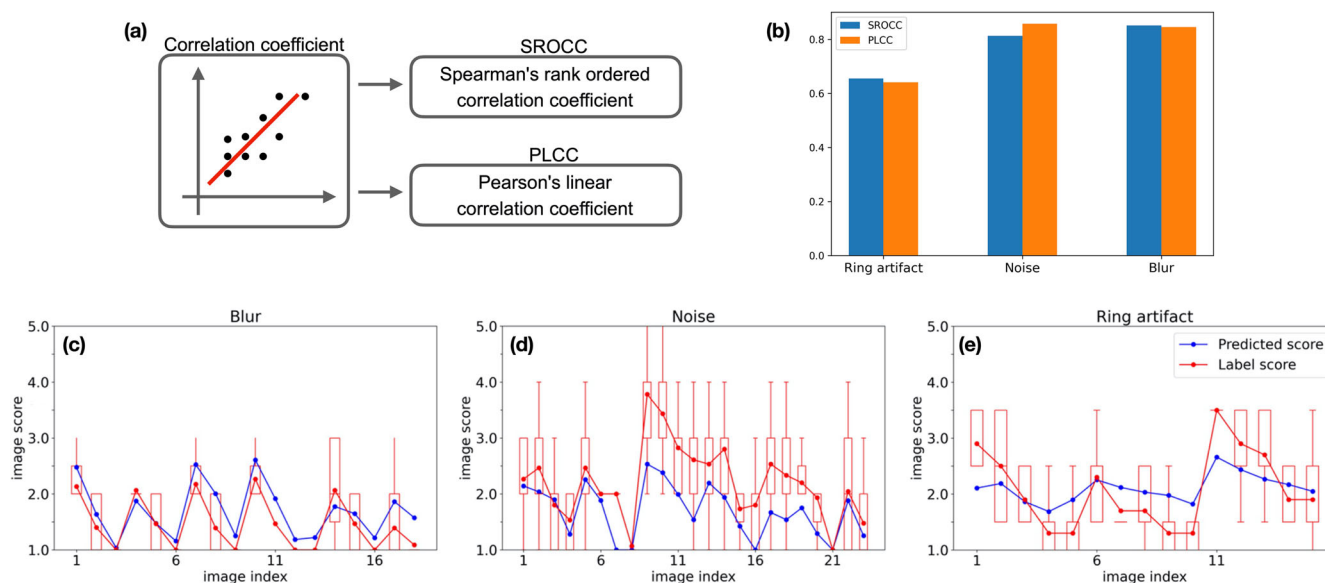 (a)
Correlation coefficient
SROCC
Spearman's rank ordered
correlation coefficient
PLCC
Pearson's linear
correlation coefficient
(b)
SROCC
PLCC
0.8
0.6
0.4
0.2
0.0
Ring artifact Noise Blur
Blur
(c)
image score
5.0
4.0
3.0
2.0
1.0
1 6 11 16
image index
Noise
(d)
image score
5.0
4.0
3.0
2.0
1.0
1 6 11 16 21
image index
Ring artifact
(e)
Predicted score
Label score
image score
5.0
4.0
3.0
2.0
1.0
1 6 11
image index